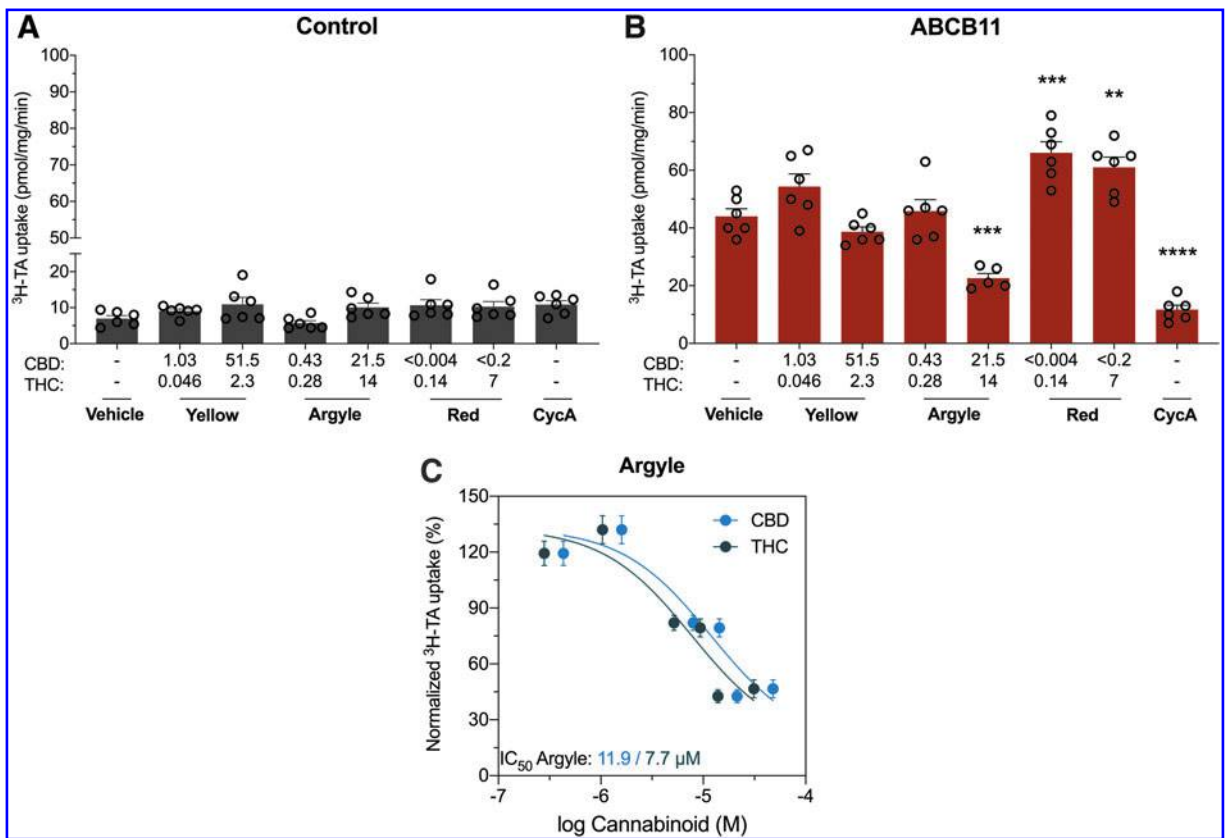 A
Control
³H-TA uptake (pmol/mg/min)
100
90
80
70
60
50
20
10
0
CBD: - 1.03 51.5 0.43 21.5 <0.004 <0.2 -
THC: - 0.046 2.3 0.28 14 0.14 7 -
Vehicle Yellow Argyle Red CycA
B
ABCB11
³H-TA uptake (pmol/mg/min)
100
80
60
40
20
0
***
***
**
****
CBD: - 1.03 51.5 0.43 21.5 <0.004 <0.2 -
THC: - 0.046 2.3 0.28 14 0.14 7 -
Vehicle Yellow Argyle Red CycA
C
Argyle
Normalized ³H-TA uptake (%)
150
120
90
60
30
0
CBD
THC
IC₅₀ Argyle: 11.9 / 7.7 µM
-7 -6 -5 -4
log Cannabinoid (M)